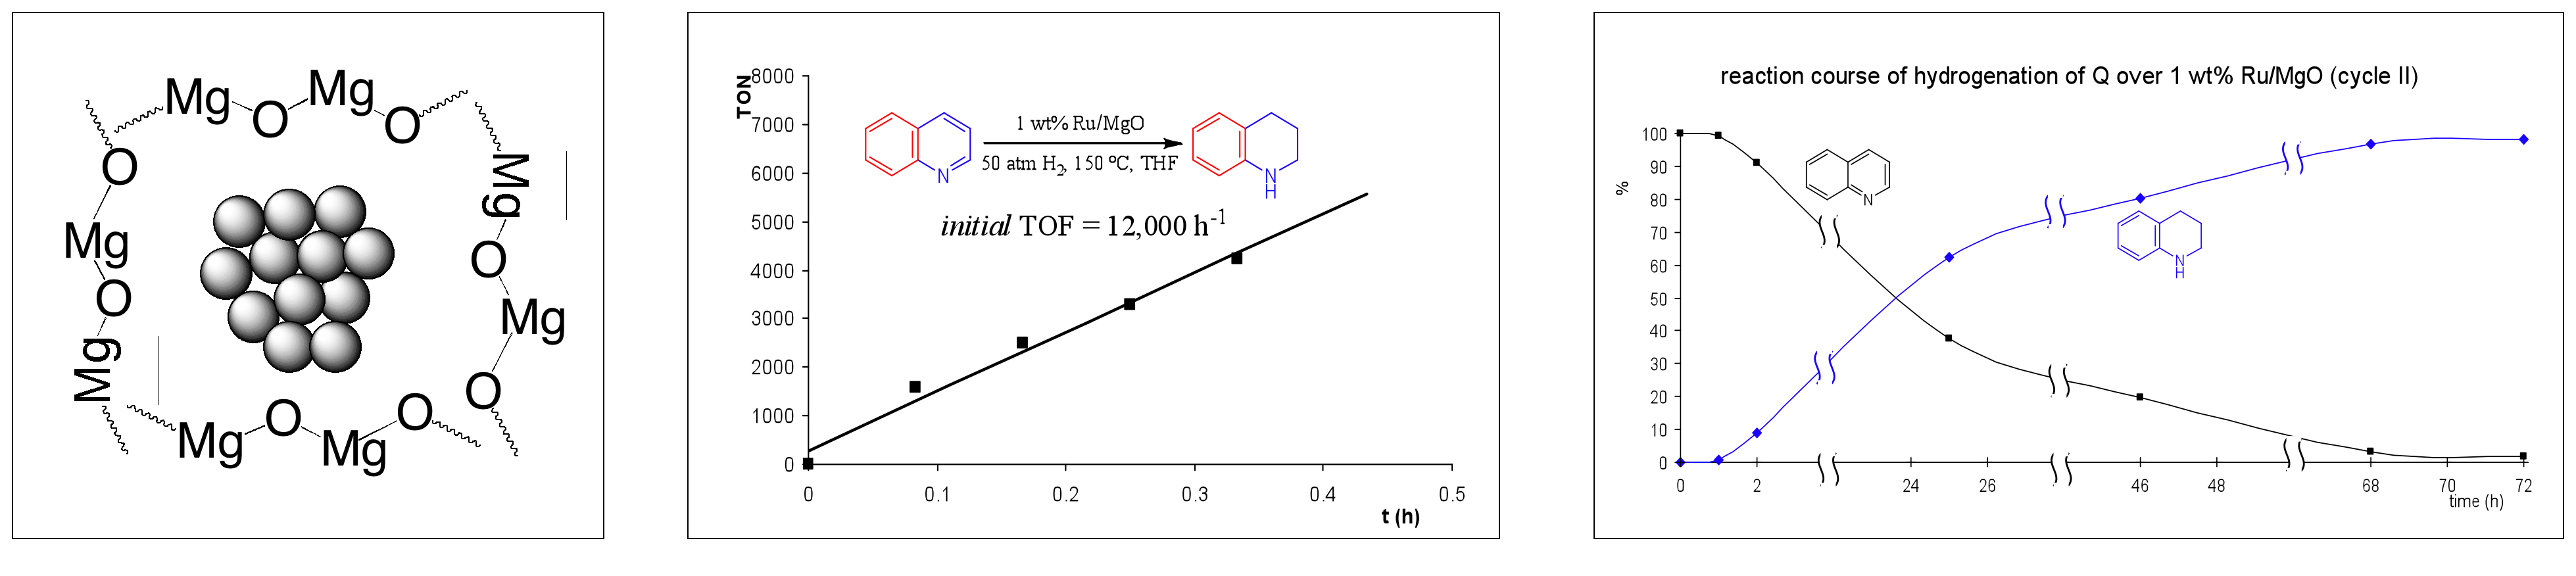 Mg O Mg O
O
Mg
O
Mg
Mg
O
Mg
O
Mg O Mg O
TON
8000
7000
6000
5000
4000
3000
2000
1000
0
0 0.1 0.2 0.3 0.4 0.5
t (h)
1 wt% Ru/MgO
50 atm H2, 150 ºC, THF
N
N
H
initial TOF = 12,000 h-1
reaction course of hydrogenation of Q over 1 wt% Ru/MgO (cycle II)
%
100
90
80
70
60
50
40
30
20
10
0
0 2 24 26 46 48 68 70 72
time (h)
N
N
H